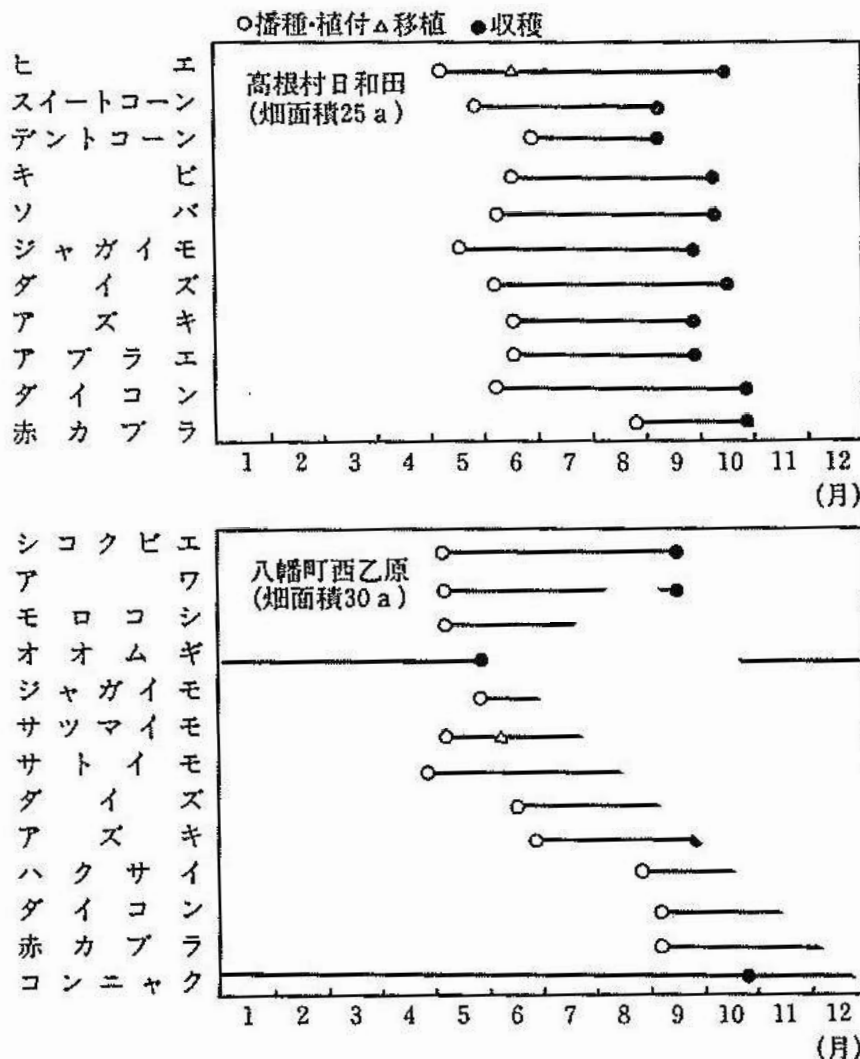 ○播種・植付 △移植 ●収穫
高根村日和田
(畑面積25a)
ヒエ
スイートコーン
デントコーン
キビ
ソバ
ジャガイモ
ダイズ
アズキ
アブラエ
ダイコン
赤カブラ
1 2 3 4 5 6 7 8 9 10 11 12
(月)
八幡町西乙原
(畑面積30a)
シコクビエ
アワ
モロコシ
オオムギ
ジャガイモ
サツマイモ
サトイモ
ダイズ
アズキ
ハクサイ
ダイコン
赤カブラ
コンニャク
1 2 3 4 5 6 7 8 9 10 11 12
(月)